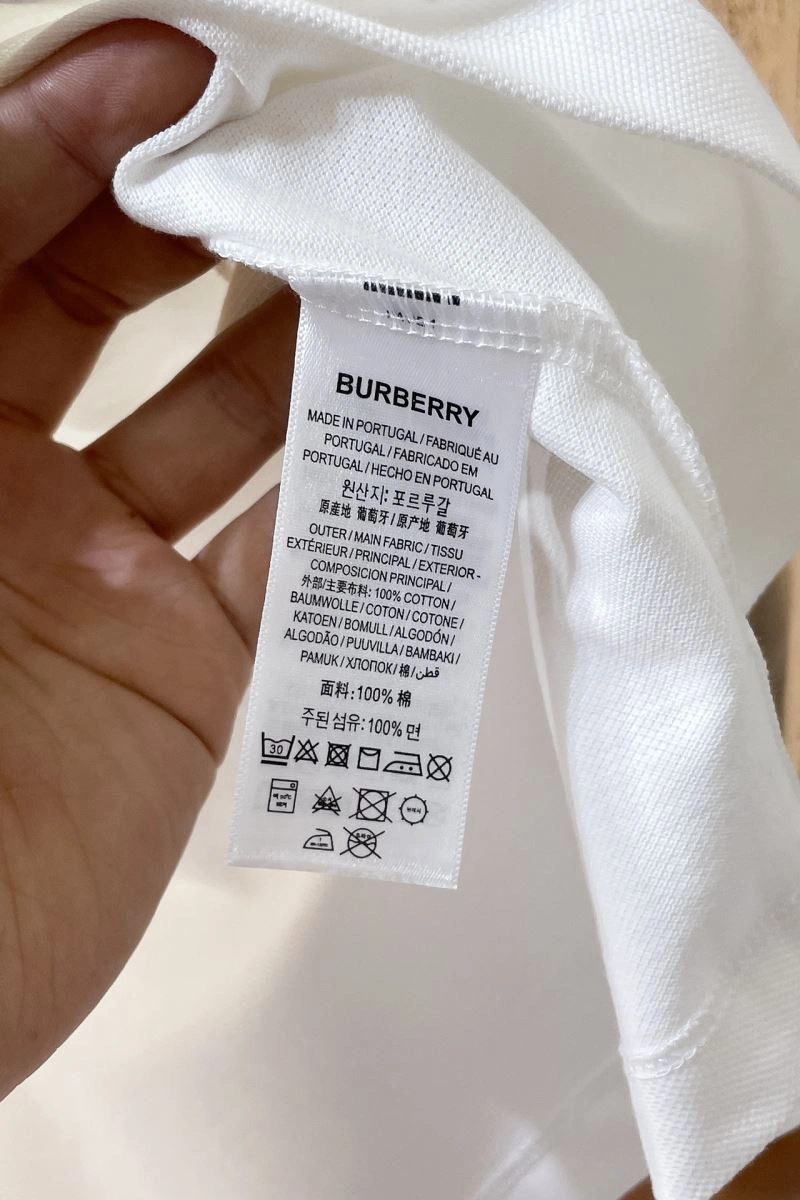 BURBERRY
MADE IN PORTUGAL / FABRIQUÉ AU
PORTUGAL / FABRICADO EM
PORTUGAL / HECHO EN PORTUGAL
원산지: 포르루갈
原產地 葡萄牙 / 原产地 葡萄牙
OUTER / MAIN FABRIC / TISSU
EXTÉRIEUR / PRINCIPAL / EXTERIOR -
COMPOSICION PRINCIPAL /
外部/主要布料: 100% COTTON /
BAUMWOLLE / COTON / COTONE /
KATOEN / BOMULL / ALGODÓN /
ALGODÃO / PUUVILLA / BAMBAKI /
PAMUK / ХЛОПОК / 棉 / قطن
面料: 100% 棉
주된 섬유: 100% 면
30